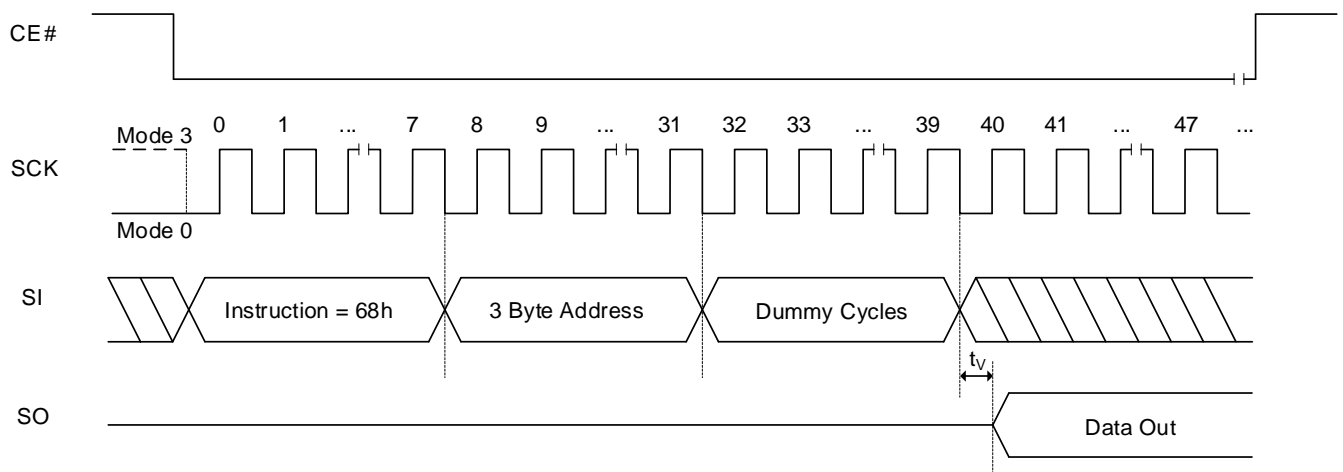 CE#
Mode 3
0 1 ... 7 8 9 ... 31 32 33 ... 39 40 41 ... 47 ...
SCK
Mode 0
SI
Instruction = 68h
3 Byte Address
Dummy Cycles
tV
SO
Data Out